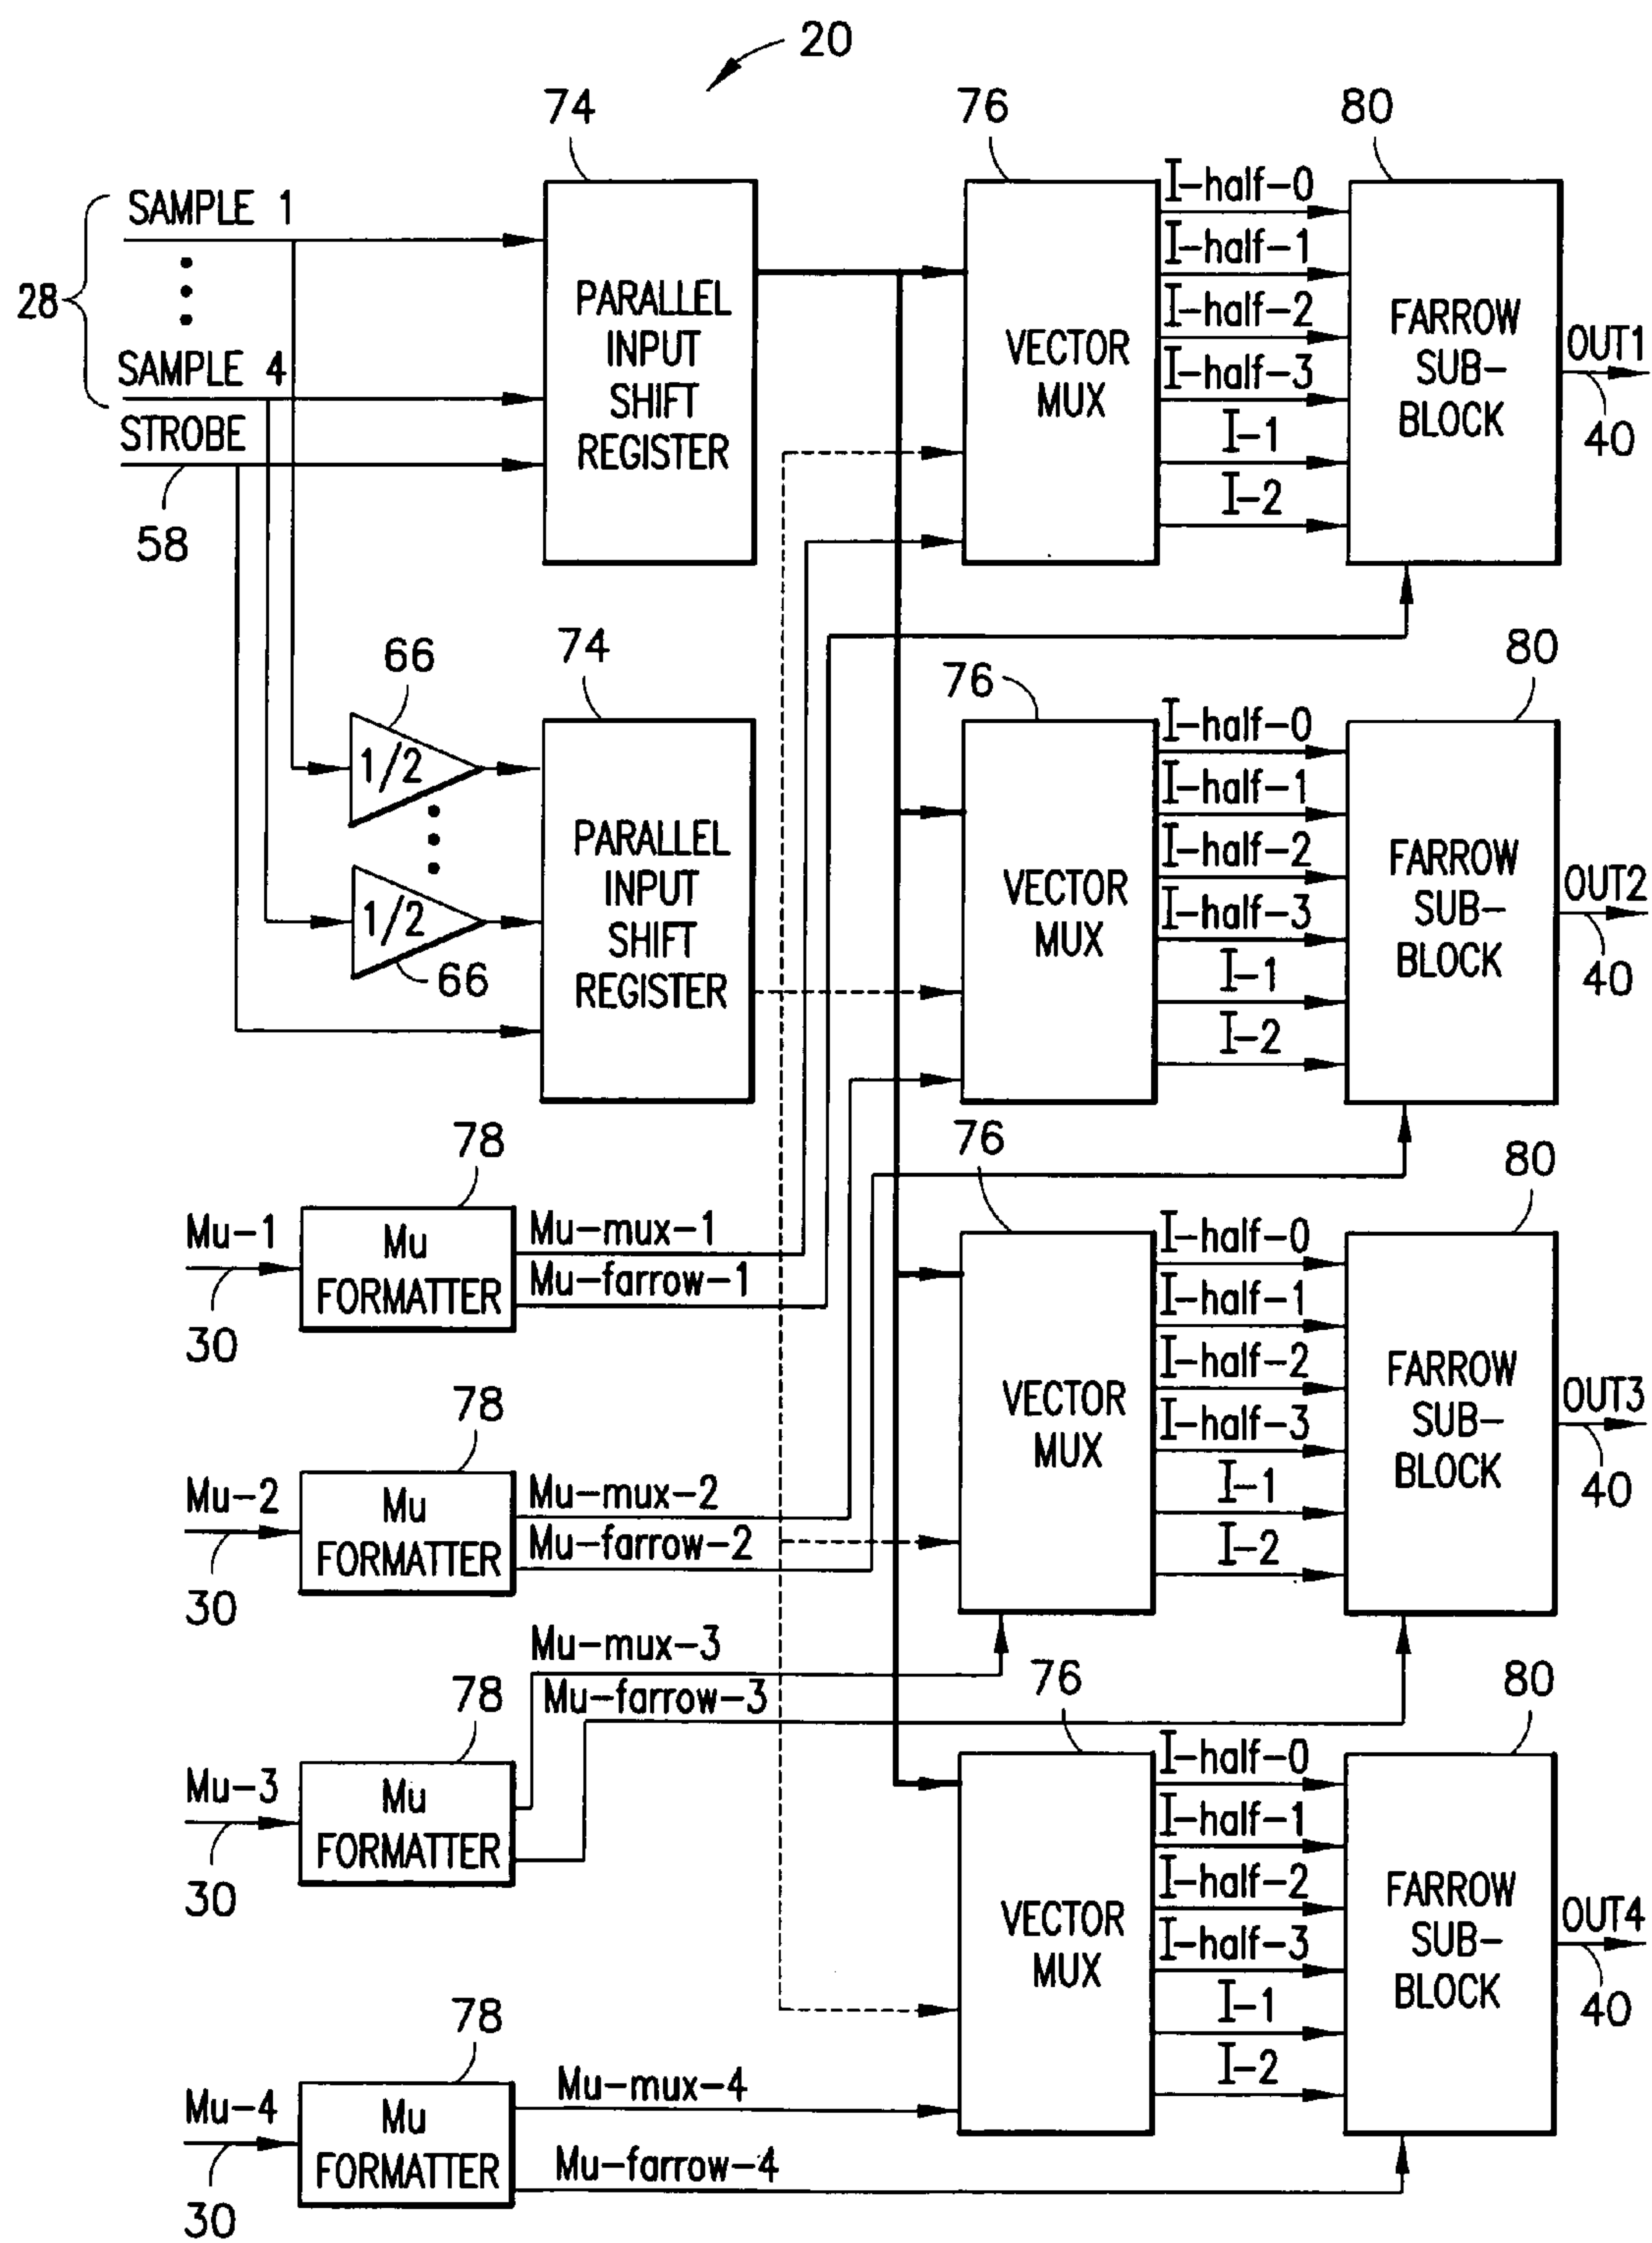 20
74
76
80
28
SAMPLE 1
SAMPLE 4
STROBE
58
PARALLEL
INPUT
SHIFT
REGISTER
VECTOR
MUX
I-half-0
I-half-1
I-half-2
I-half-3
I-1
I-2
FARROW
SUB-
BLOCK
OUT1
40
66
1/2
1/2
66
74
PARALLEL
INPUT
SHIFT
REGISTER
76
VECTOR
MUX
I-half-0
I-half-1
I-half-2
I-half-3
I-1
I-2
80
FARROW
SUB-
BLOCK
OUT2
40
78
Mu-1
30
Mu
FORMATTER
Mu-mux-1
Mu-farrow-1
76
VECTOR
MUX
I-half-0
I-half-1
I-half-2
I-half-3
I-1
I-2
80
FARROW
SUB-
BLOCK
OUT3
40
78
Mu-2
30
Mu
FORMATTER
Mu-mux-2
Mu-farrow-2
78
Mu-3
30
Mu
FORMATTER
Mu-mux-3
Mu-farrow-3
76
VECTOR
MUX
I-half-0
I-half-1
I-half-2
I-half-3
I-1
I-2
80
FARROW
SUB-
BLOCK
OUT4
40
78
Mu-4
30
Mu
FORMATTER
Mu-mux-4
Mu-farrow-4